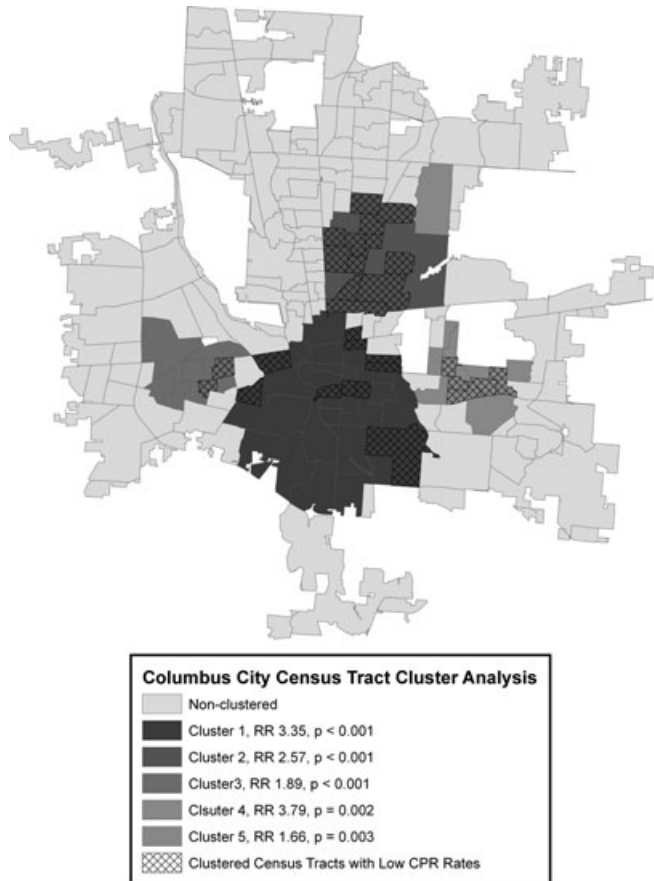 Columbus City Census Tract Cluster Analysis
Non-clustered
Cluster 1, RR 3.35, p < 0.001
Cluster 2, RR 2.57, p < 0.001
Cluster3, RR 1.89, p < 0.001
Clsuter 4, RR 3.79, p = 0.002
Cluster 5, RR 1.66, p = 0.003
Clustered Census Tracts with Low CPR Rates